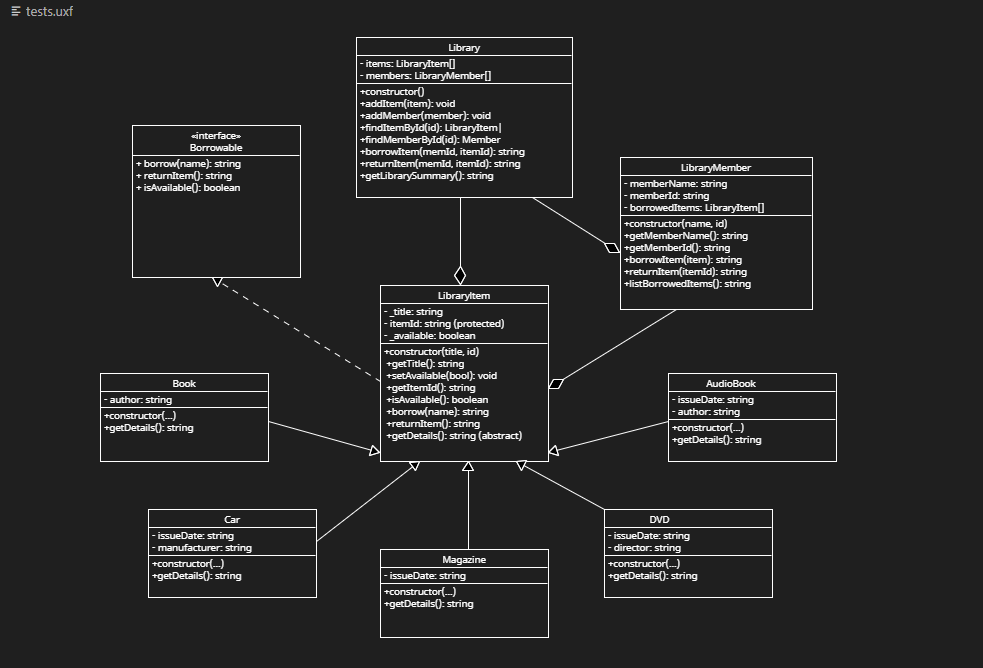 tests.uxf
Library
- items: LibraryItem[]
- members: LibraryMember[]
+constructor()
+addItem(item): void
+addMember(member): void
+findItemById(id): LibraryItem|
+findMemberById(id): Member
+borrowItem(memId, itemId): string
+returnItem(memId, itemId): string
+getLibrarySummary(): string
«interface»
Borrowable
+ borrow(name): string
+ returnItem(): string
+ isAvailable(): boolean
LibraryMember
- memberName: string
- memberId: string
- borrowedItems: LibraryItem[]
+constructor(name, id)
+getMemberName(): string
+getMemberId(): string
+borrowItem(item): string
+returnItem(itemId): string
+listBorrowedItems(): string
LibraryItem
- _title: string
- itemId: string (protected)
- _available: boolean
+constructor(title, id)
+getTitle(): string
+setAvailable(bool): void
+getItemId(): string
+isAvailable(): boolean
+borrow(name): string
+returnItem(): string
+getDetails(): string (abstract)
Book
- author: string
+constructor(...)
+getDetails(): string
AudioBook
- issueDate: string
- author: string
+constructor(...)
+getDetails(): string
Car
- issueDate: string
- manufacturer: string
+constructor(...)
+getDetails(): string
Magazine
- issueDate: string
+constructor(...)
+getDetails(): string
DVD
- issueDate: string
- director: string
+constructor(...)
+getDetails(): string